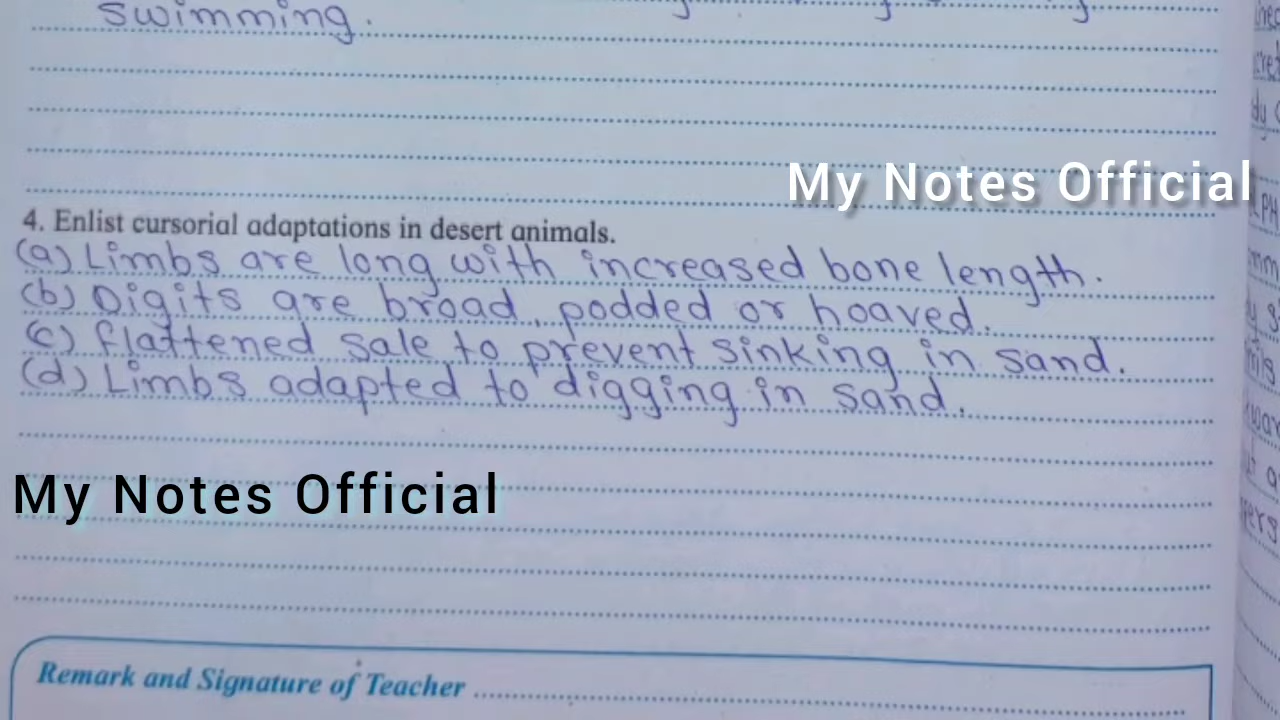 swimming.
My Notes Official
4. Enlist cursorial adaptations in desert animals.
(a) Limbs are long with increased bone length.
(b) Digits are broad, podded or hoaved.
(c) flattened sale to prevent sinking in sand.
(d) Limbs adapted to digging in sand.
My Notes Official
Remark and Signature of Teacher